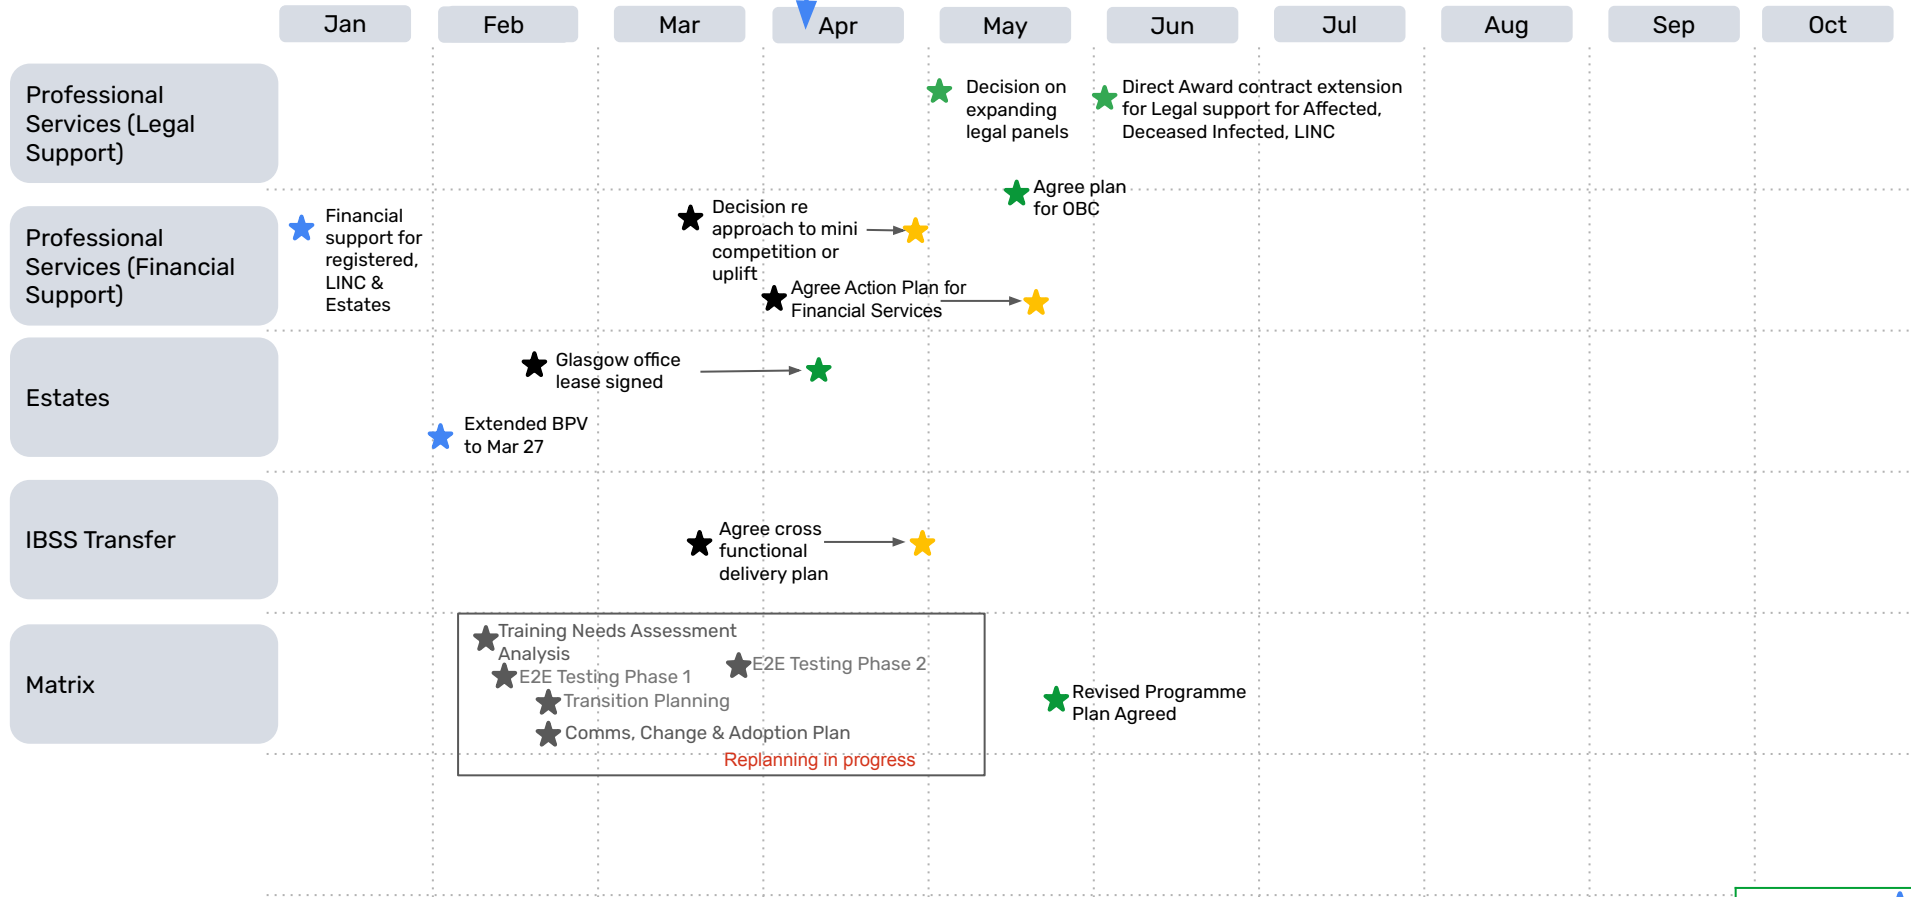 Jan
Feb
Mar
Apr
May
Jun
Jul
Aug
Sep
Oct
Professional
Services (Legal
Support)
Decision on
expanding
legal panels
Direct Award contract extension
for Legal support for Affected,
Deceased Infected, LINC
Professional
Services (Financial
Support)
Financial
support for
registered,
LINC &
Estates
Decision re
approach to mini
competition or
uplift
Agree plan
for OBC
Agree Action Plan for
Financial Services
Estates
Glasgow office
lease signed
Extended BPV
to Mar 27
IBSS Transfer
Agree cross
functional
delivery plan
Matrix
Training Needs Assessment
Analysis
E2E Testing Phase 1
E2E Testing Phase 2
Transition Planning
Comms, Change & Adoption Plan
Replanning in progress
Revised Programme
Plan Agreed